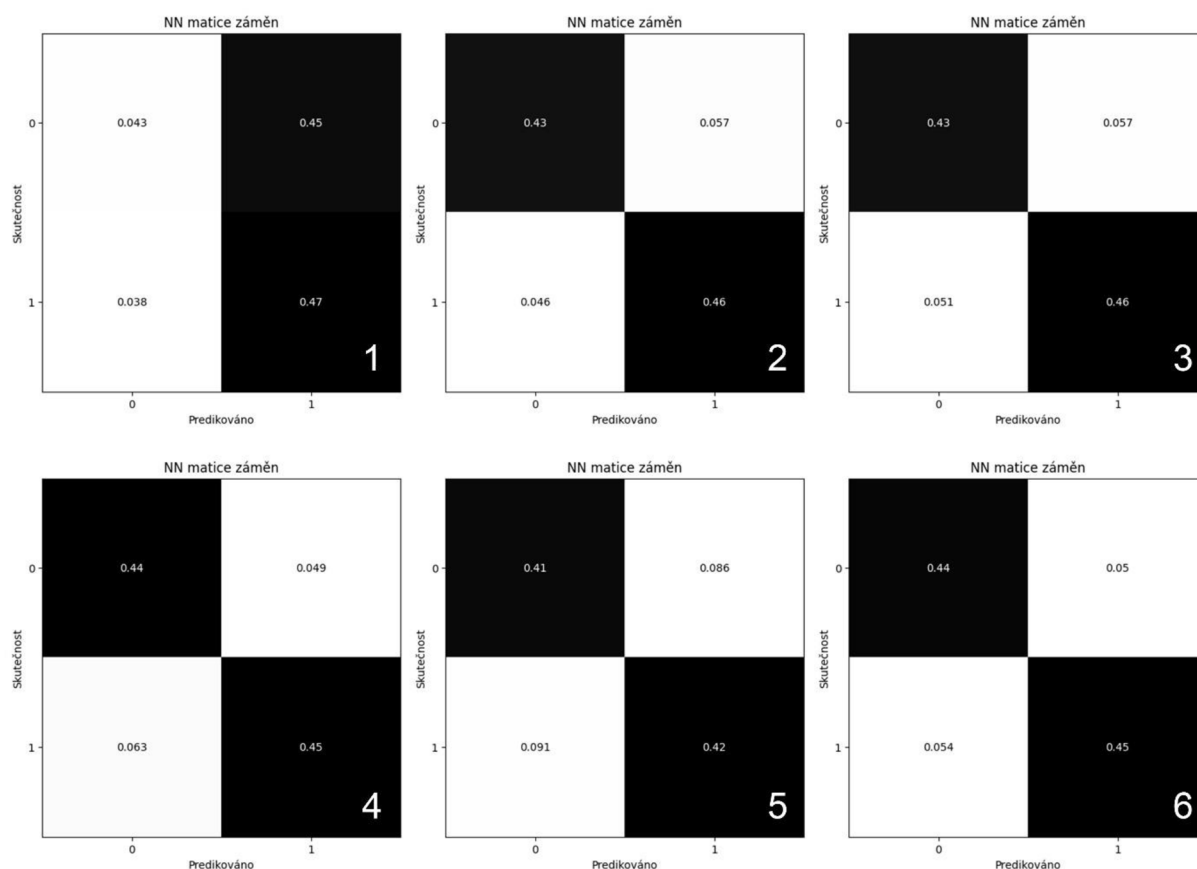 NN matice záměn
0
0.043
0.45
Skutečnost
1
0.038
0.47
1
0 1
Predikováno
NN matice záměn
0
0.43
0.057
Skutečnost
1
0.046
0.46
2
0 1
Predikováno
NN matice záměn
0
0.43
0.057
Skutečnost
1
0.051
0.46
3
0 1
Predikováno
NN matice záměn
0
0.44
0.049
Skutečnost
1
0.063
0.45
4
0 1
Predikováno
NN matice záměn
0
0.41
0.086
Skutečnost
1
0.091
0.42
5
0 1
Predikováno
NN matice záměn
0
0.44
0.05
Skutečnost
1
0.054
0.45
6
0 1
Predikováno